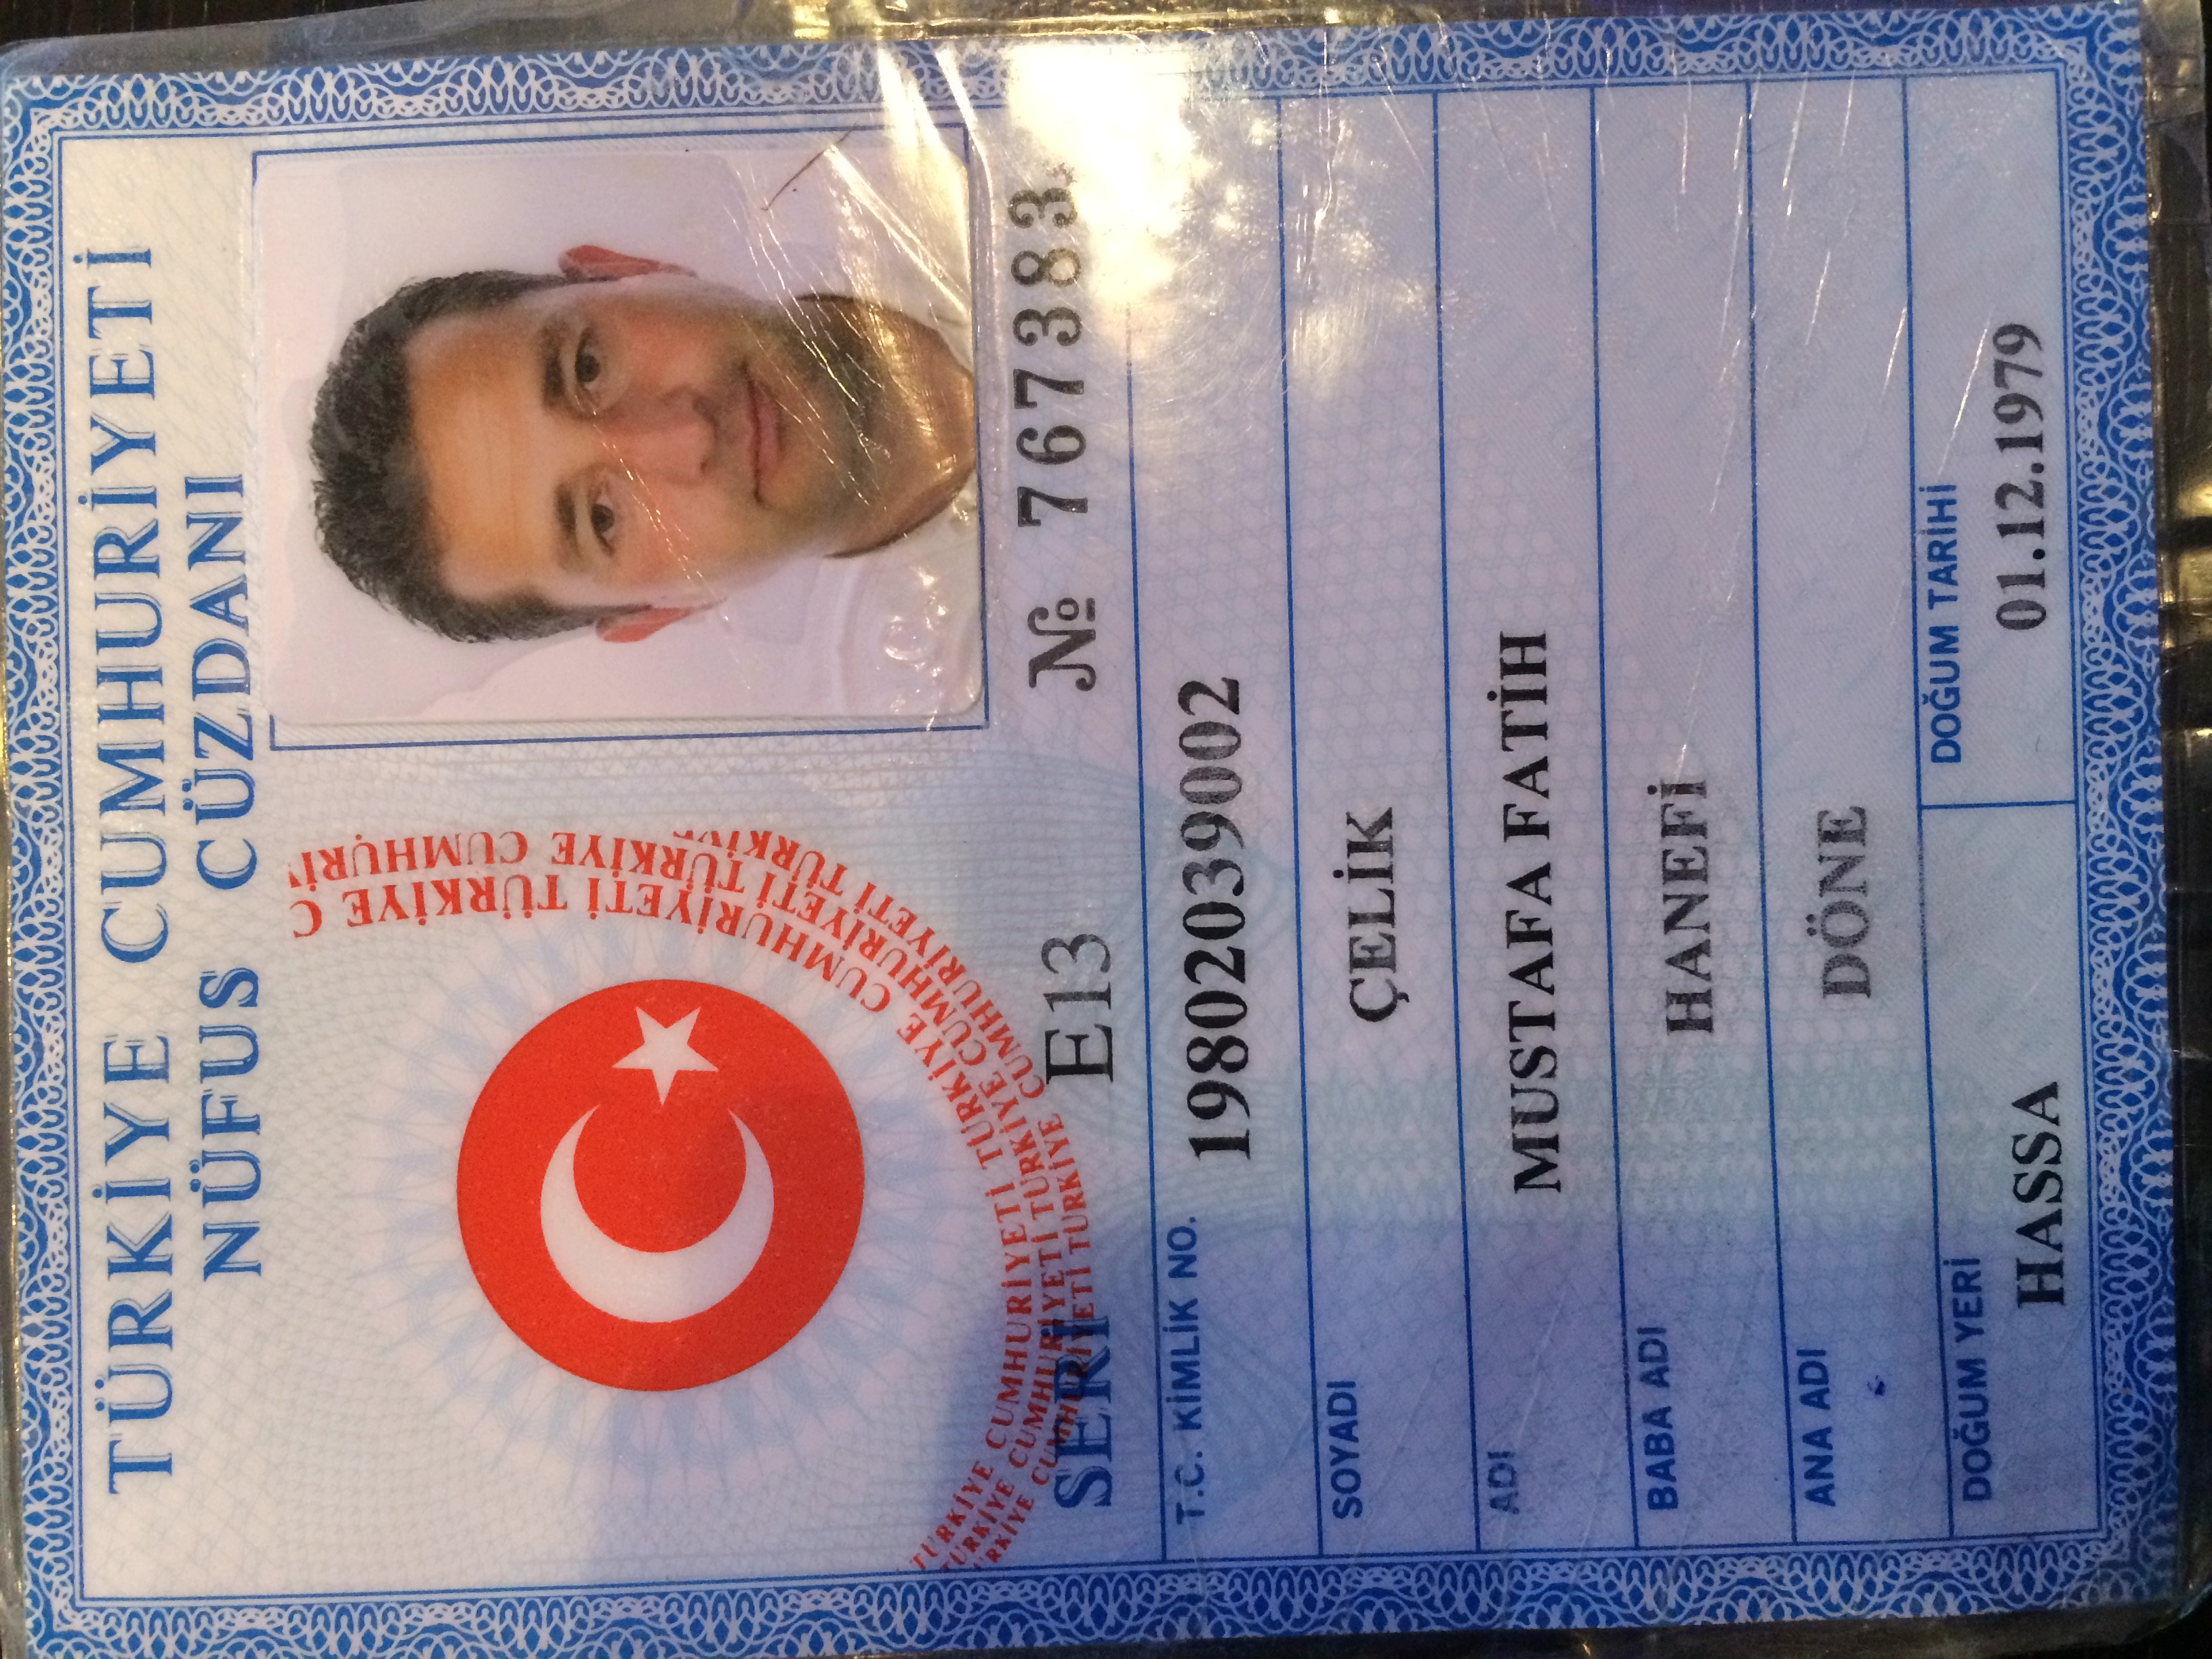 TÜRKİYE CUMHURİYETİ
NÜFUS CÜZDANI
TÜRKİYE CUMHURİYETİ TÜRKİYE CUMHURİYETİ TÜRKİYE C
TÜRKİYE CUMHURİYETİ TÜRKİYE CUMHURİYETİ TÜRKİYE CUMHURİ
CUMHURİYETİ TÜRKİYE CUMHURİYETİ TÜRKİYE
SERİ E13 № 767383
T.C. KİMLİK NO. 19802039002
SOYADI ÇELİK
ADI MUSTAFA FATİH
BABA ADI HANEFİ
ANA ADI DÖNE
DOĞUM YERİ DOĞUM TARİHİ
HASSA 01.12.1979